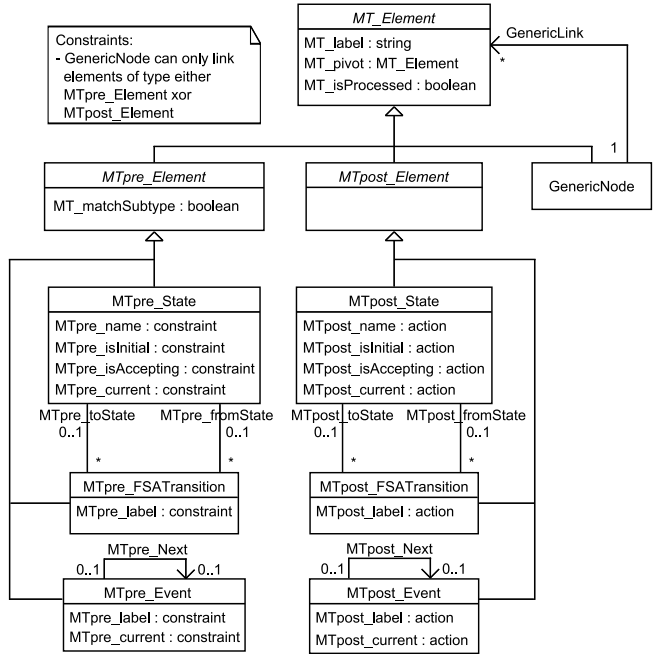 Constraints:
- GenericNode can only link
elements of type either
MTpre_Element xor
MTpost_Element
MT_Element
MT_label : string
MT_pivot : MT_Element
MT_isProcessed : boolean
GenericLink
*
1
GenericNode
MTpre_Element
MT_matchSubtype : boolean
MTpost_Element
MTpre_State
MTpre_name : constraint
MTpre_isInitial : constraint
MTpre_isAccepting : constraint
MTpre_current : constraint
MTpost_State
MTpost_name : action
MTpost_isInitial : action
MTpost_isAccepting : action
MTpost_current : action
MTpre_toState
MTpre_fromState
0..1
0..1
*
*
MTpost_toState
MTpost_fromState
0..1
0..1
*
*
MTpre_FSATransition
MTpre_label : constraint
MTpost_FSATransition
MTpost_label : action
MTpre_Next
0..1
0..1
MTpost_Next
0..1
0..1
MTpre_Event
MTpre_label : constraint
MTpre_current : constraint
MTpost_Event
MTpost_label : action
MTpost_current : action